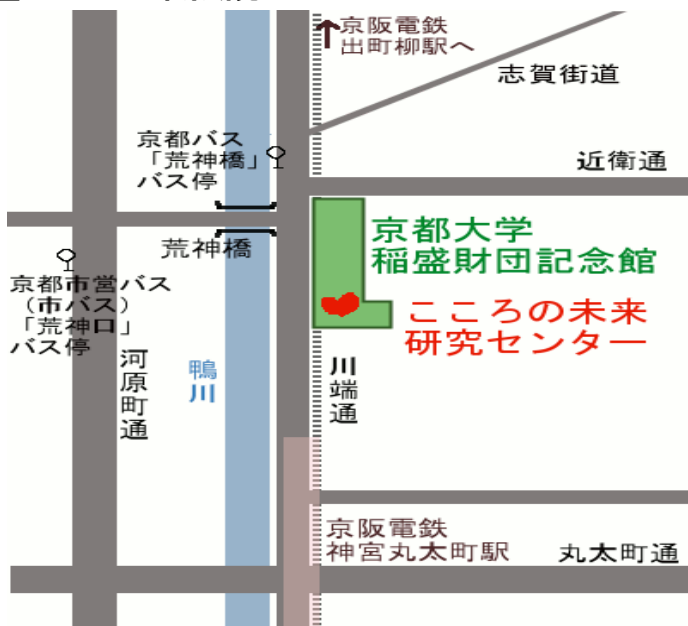 京阪電鉄
出町柳駅へ
志賀街道
京都バス
「荒神橋」
バス停
近衛通
荒神橋
京都大学
稲盛財団記念館
京都市営バス
（市バス）
「荒神口」
バス停
こころの未来
研究センター
河原町通
鴨川
川端通
京阪電鉄
神宮丸太町駅
丸太町通